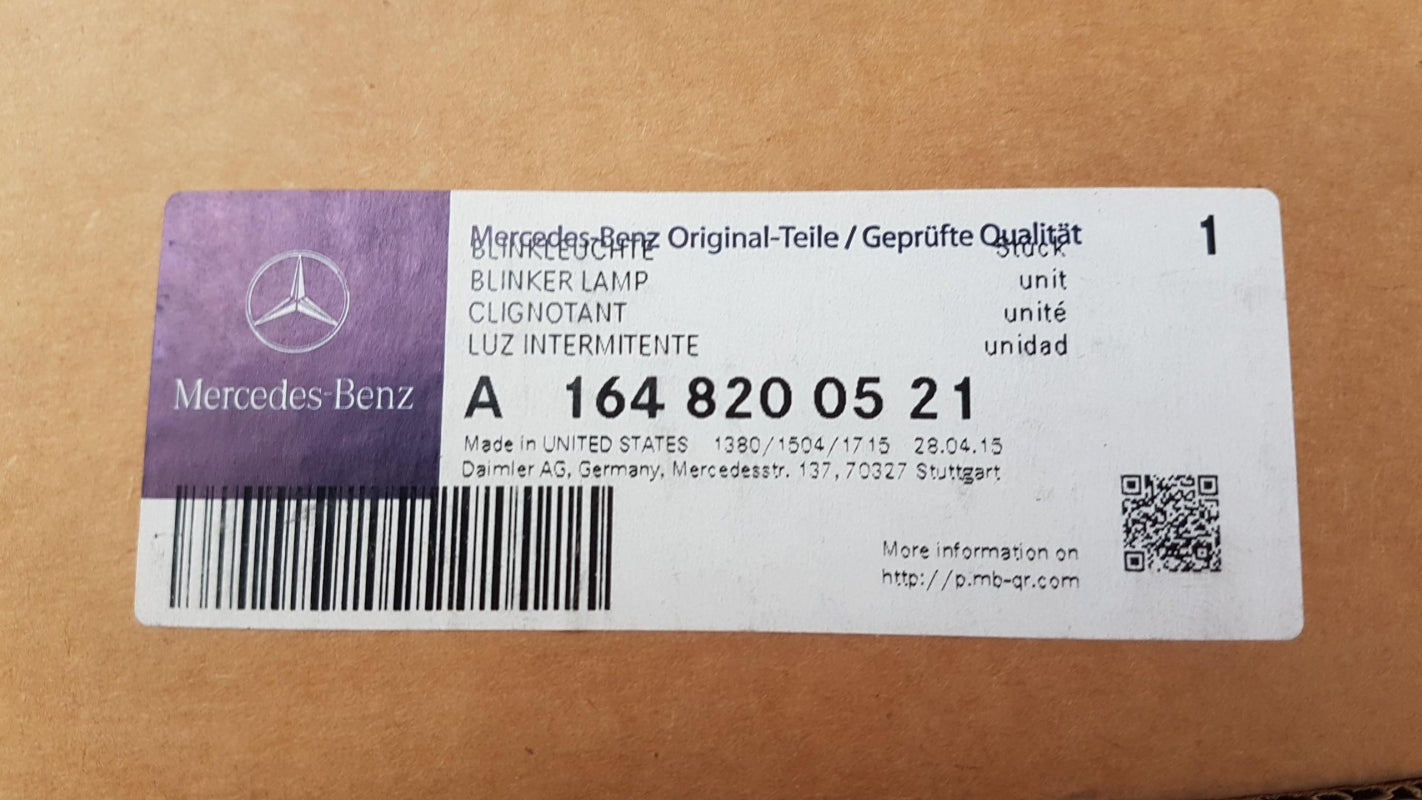 Mercedes-Benz
Mercedes-Benz Original-Teile / Geprüfte Qualität 1
BLINKLEUCHTE Stück
BLINKER LAMP unit
CLIGNOTANT unité
LUZ INTERMITENTE unidad
A 164 820 05 21
Made in UNITED STATES 1380/1504/1715 28.04.15
Daimler AG, Germany, Mercedesstr. 137, 70327 Stuttgart
More information on
http://p.mb-qr.com